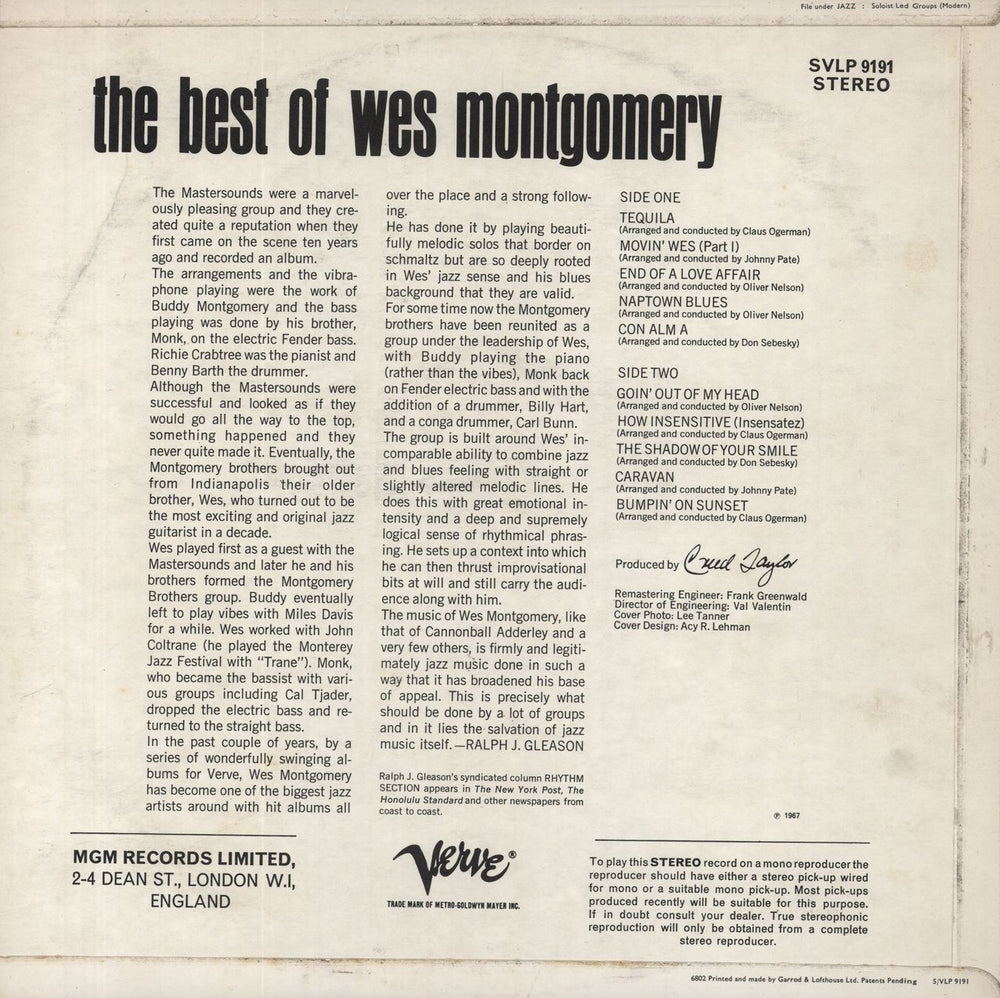 File under JAZZ : Soloist Led Groups (Modern)
SVLP 9191
STEREO
the best of wes montgomery
The Mastersounds were a marvel-
ously pleasing group and they cre-
ated quite a reputation when they
first came on the scene ten years
ago and recorded an album.
The arrangements and the vibra-
phone playing were the work of
Buddy Montgomery and the bass
playing was done by his brother,
Monk, on the electric Fender bass.
Richie Crabtree was the pianist and
Benny Barth the drummer.
Although the Mastersounds were
successful and looked as if they
would go all the way to the top,
something happened and they
never quite made it. Eventually, the
Montgomery brothers brought out
from Indianapolis their older
brother, Wes, who turned out to be
the most exciting and original jazz
guitarist in a decade.
Wes played first as a guest with the
Mastersounds and later he and his
brothers formed the Montgomery
Brothers group. Buddy eventually
left to play vibes with Miles Davis
for a while. Wes worked with John
Coltrane (he played the Monterey
Jazz Festival with “Trane”). Monk,
who became the bassist with vari-
ous groups including Cal Tjader,
dropped the electric bass and re-
turned to the straight bass.
In the past couple of years, by a
series of wonderfully swinging al-
bums for Verve, Wes Montgomery
has become one of the biggest jazz
artists around with hit albums all
over the place and a strong follow-
ing.
He has done it by playing beauti-
fully melodic solos that border on
schmaltz but are so deeply rooted
in Wes’ jazz sense and his blues
background that they are valid.
For some time now the Montgomery
brothers have been reunited as a
group under the leadership of Wes,
with Buddy playing the piano
(rather than the vibes), Monk back
on Fender electric bass and with the
addition of a drummer, Billy Hart,
and a conga drummer, Carl Bunn.
The group is built around Wes’ in-
comparable ability to combine jazz
and blues feeling with straight or
slightly altered melodic lines. He
does this with great emotional in-
tensity and a deep and supremely
logical sense of rhythmical phras-
ing. He sets up a context into which
he can then thrust improvisational
bits at will and still carry the audi-
ence along with him.
The music of Wes Montgomery, like
that of Cannonball Adderley and a
very few others, is firmly and legiti-
mately jazz music done in such a
way that it has broadened his base
of appeal. This is precisely what
should be done by a lot of groups
and in it lies the salvation of jazz
music itself.—RALPH J. GLEASON
Ralph J. Gleason’s syndicated column RHYTHM
SECTION appears in The New York Post, The
Honolulu Standard and other newspapers from
coast to coast.
SIDE ONE
TEQUILA
(Arranged and conducted by Claus Ogerman)
MOVIN’ WES (Part I)
(Arranged and conducted by Johnny Pate)
END OF A LOVE AFFAIR
(Arranged and conducted by Oliver Nelson)
NAPTOWN BLUES
(Arranged and conducted by Oliver Nelson)
CON ALM A
(Arranged and conducted by Don Sebesky)
SIDE TWO
GOIN’ OUT OF MY HEAD
(Arranged and conducted by Oliver Nelson)
HOW INSENSITIVE (Insensatez)
(Arranged and conducted by Claus Ogerman)
THE SHADOW OF YOUR SMILE
(Arranged and conducted by Don Sebesky)
CARAVAN
(Arranged and conducted by Johnny Pate)
BUMPIN’ ON SUNSET
(Arranged and conducted by Claus Ogerman)
Produced by Creed Taylor
Remastering Engineer: Frank Greenwald
Director of Engineering: Val Valentin
Cover Photo: Lee Tanner
Cover Design: Acy R. Lehman
℗ 1967
MGM RECORDS LIMITED,
2-4 DEAN ST., LONDON W.I,
ENGLAND
Verve®
TRADE MARK OF METRO-GOLDWYN MAYER INC.
To play this STEREO record on a mono reproducer the
reproducer should have either a stereo pick-up wired
for mono or a suitable mono pick-up. Most pick-ups
produced recently will be suitable for this purpose.
If in doubt consult your dealer. True stereophonic
reproduction will only be obtained from a complete
stereo reproducer.
6802 Printed and made by Garrod & Lofthouse Ltd. Patents Pending S/VLP 9191